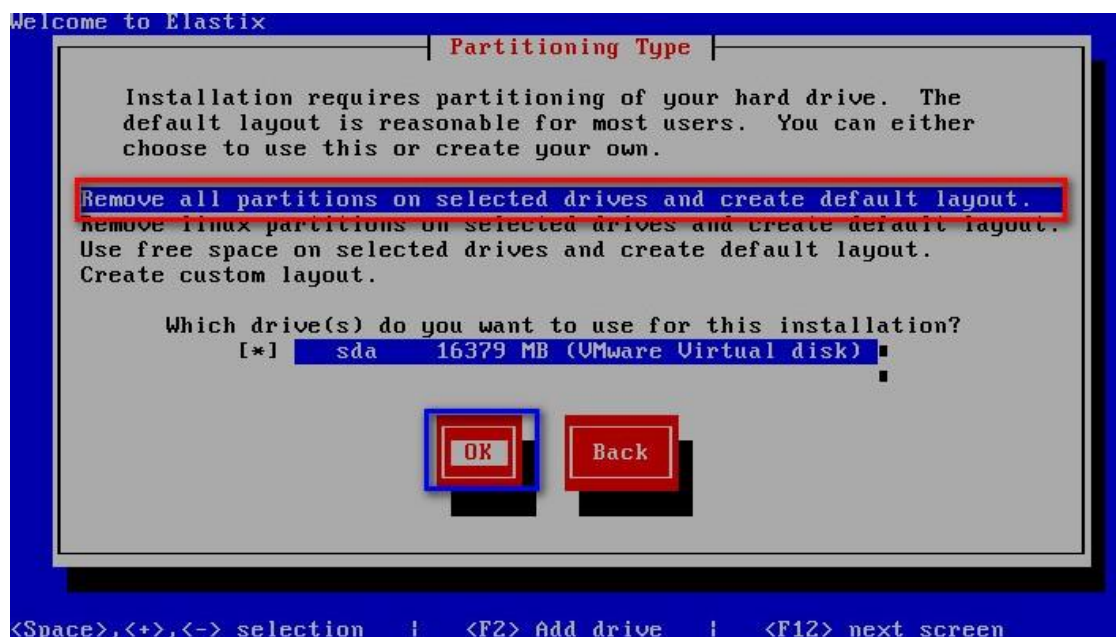 Welcome to Elastix
Partitioning Type
Installation requires partitioning of your hard drive.  The
default layout is reasonable for most users.  You can either
choose to use this or create your own.
Remove all partitions on selected drives and create default layout.
Remove linux partitions on selected drives and create default layout.
Use free space on selected drives and create default layout.
Create custom layout.
Which drive(s) do you want to use for this installation?
[*] sda 16379 MB (VMware Virtual disk)
OK Back
<Space>,<+>,<-> selection | <F2> Add drive | <F12> next screen